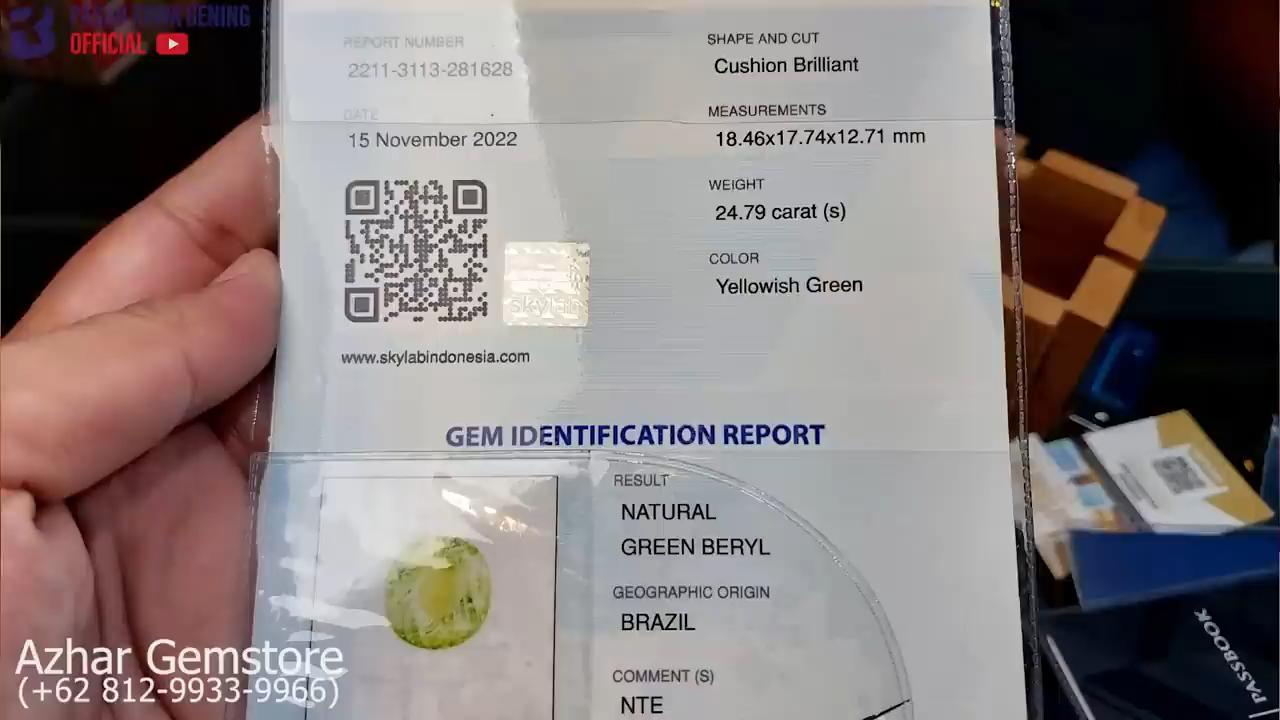 OFFICIAL
REPORT NUMBER
2211-3113-281628
DATE
15 November 2022
skylab
www.skylabindonesia.com
SHAPE AND CUT
Cushion Brilliant
MEASUREMENTS
18.46x17.74x12.71 mm
WEIGHT
24.79 carat (s)
COLOR
Yellowish Green
GEM IDENTIFICATION REPORT
RESULT
NATURAL
GREEN BERYL
GEOGRAPHIC ORIGIN
BRAZIL
COMMENT (S)
NTE
PASSBOOK
Azhar Gemstore
(+62 812-9933-9966)